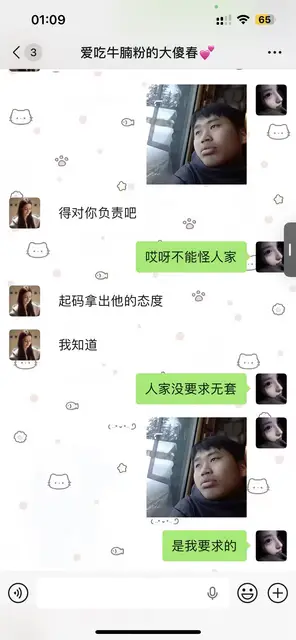 01:09
65
3
爱吃牛腩粉的大傻春💕
得对你负责吧
哎呀不能怪人家
起码拿出他的态度
我知道
人家没要求无套
是我要求的